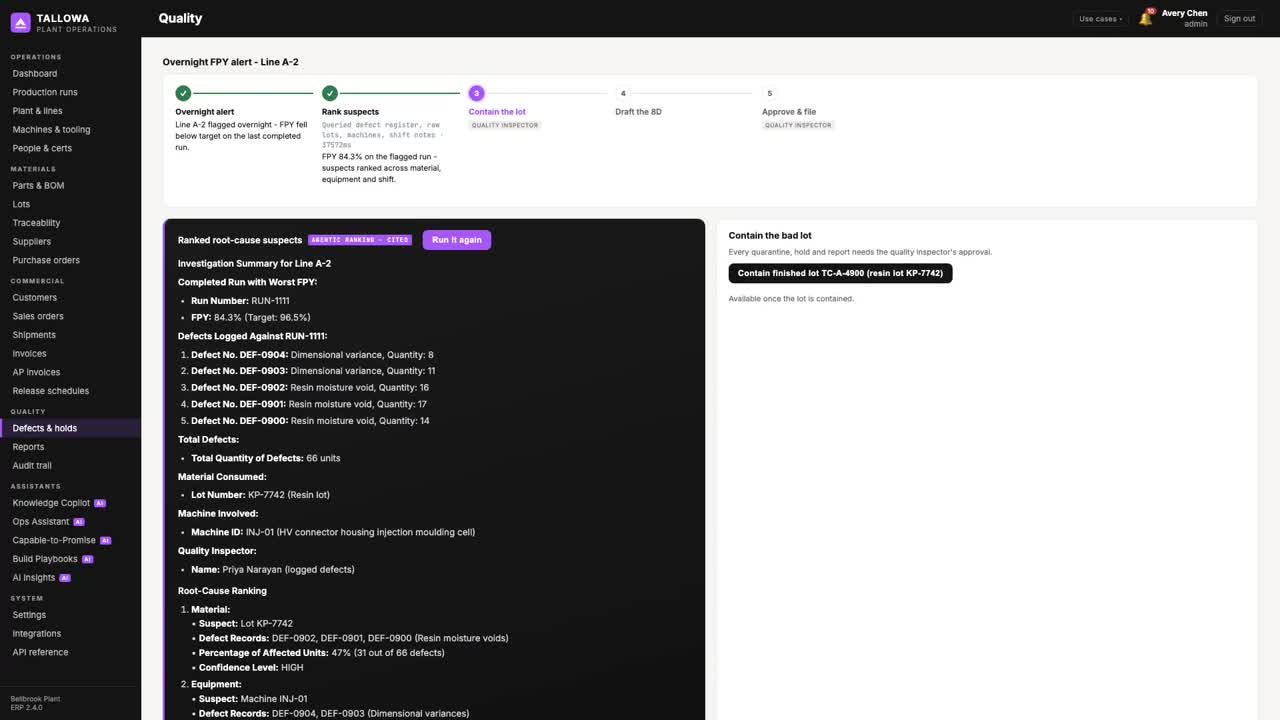 TALLOWA
PLANT OPERATIONS
Quality
Use cases
10
Avery Chen
admin
Sign out
OPERATIONS
Dashboard
Production runs
Plant & lines
Machines & tooling
People & certs
MATERIALS
Parts & BOM
Lots
Traceability
Suppliers
Purchase orders
COMMERCIAL
Customers
Sales orders
Shipments
Invoices
AP invoices
Release schedules
QUALITY
Defects & holds
Reports
Audit trail
ASSISTANTS
Knowledge Copilot AI
Ops Assistant AI
Capable-to-Promise AI
Build Playbooks AI
AI Insights AI
SYSTEM
Settings
Integrations
API reference
Bellbrook Plant
ERP 2.4.0
Overnight FPY alert - Line A-2
Overnight alert
Line A-2 flagged overnight - FPY fell
below target on the last completed
run.
Rank suspects
Queried defect register, raw
lots, machines, shift notes ·
37572ms
FPY 84.3% on the flagged run -
suspects ranked across material,
equipment and shift.
3
Contain the lot
QUALITY INSPECTOR
4
Draft the 8D
5
Approve & file
QUALITY INSPECTOR
Ranked root-cause suspects AGENTIC RANKING - CITED Run it again
Investigation Summary for Line A-2
Completed Run with Worst FPY:
• Run Number: RUN-1111
• FPY: 84.3% (Target: 96.5%)
Defects Logged Against RUN-1111:
1. Defect No. DEF-0904: Dimensional variance, Quantity: 8
2. Defect No. DEF-0903: Dimensional variance, Quantity: 11
3. Defect No. DEF-0902: Resin moisture void, Quantity: 16
4. Defect No. DEF-0901: Resin moisture void, Quantity: 17
5. Defect No. DEF-0900: Resin moisture void, Quantity: 14
Total Defects:
• Total Quantity of Defects: 66 units
Material Consumed:
• Lot Number: KP-7742 (Resin lot)
Machine Involved:
• Machine ID: INJ-01 (HV connector housing injection moulding cell)
Quality Inspector:
• Name: Priya Narayan (logged defects)
Root-Cause Ranking
1. Material:
• Suspect: Lot KP-7742
• Defect Records: DEF-0902, DEF-0901, DEF-0900 (Resin moisture voids)
• Percentage of Affected Units: 47% (31 out of 66 defects)
• Confidence Level: HIGH
2. Equipment:
• Suspect: Machine INJ-01
• Defect Records: DEF-0904, DEF-0903 (Dimensional variances)
Contain the bad lot
Every quarantine, hold and report needs the quality inspector's approval.
Contain finished lot TC-A-4900 (resin lot KP-7742)
Available once the lot is contained.